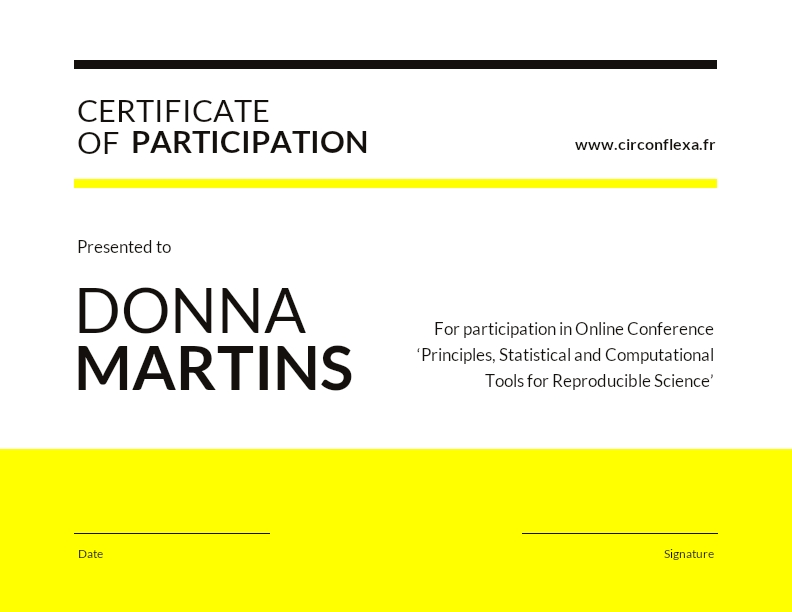 CERTIFICATE
OF PARTICIPATION
www.circonflexa.fr
Presented to
DONNA
MARTINS
For participation in Online Conference
‘Principles, Statistical and Computational
Tools for Reproducible Science’
Date
Signature